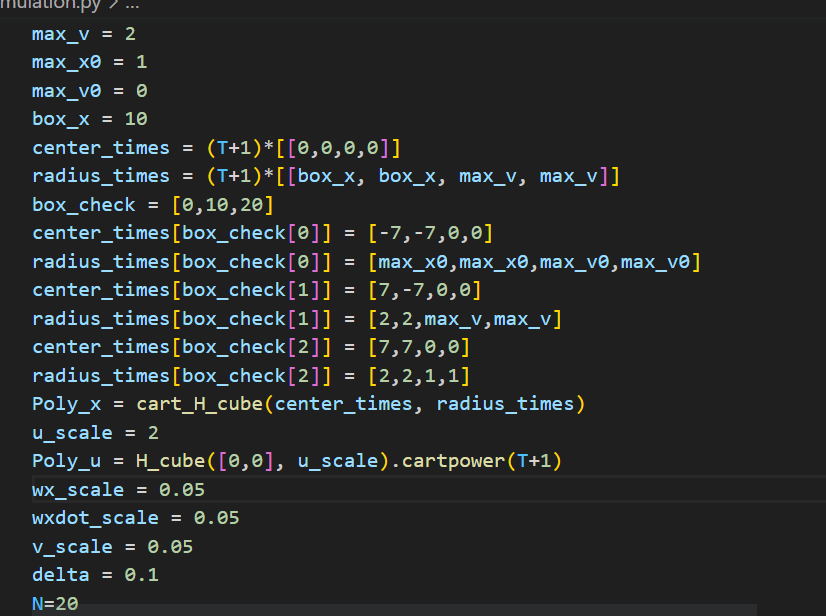 mulation.py > ...
max_v = 2
max_x0 = 1
max_v0 = 0
box_x = 10
center_times = (T+1)*[[0,0,0,0]]
radius_times = (T+1)*[[box_x, box_x, max_v, max_v]]
box_check = [0,10,20]
center_times[box_check[0]] = [-7,-7,0,0]
radius_times[box_check[0]] = [max_x0,max_x0,max_v0,max_v0]
center_times[box_check[1]] = [7,-7,0,0]
radius_times[box_check[1]] = [2,2,max_v,max_v]
center_times[box_check[2]] = [7,7,0,0]
radius_times[box_check[2]] = [2,2,1,1]
Poly_x = cart_H_cube(center_times, radius_times)
u_scale = 2
Poly_u = H_cube([0,0], u_scale).cartpower(T+1)
wx_scale = 0.05
wxdot_scale = 0.05
v_scale = 0.05
delta = 0.1
N=20